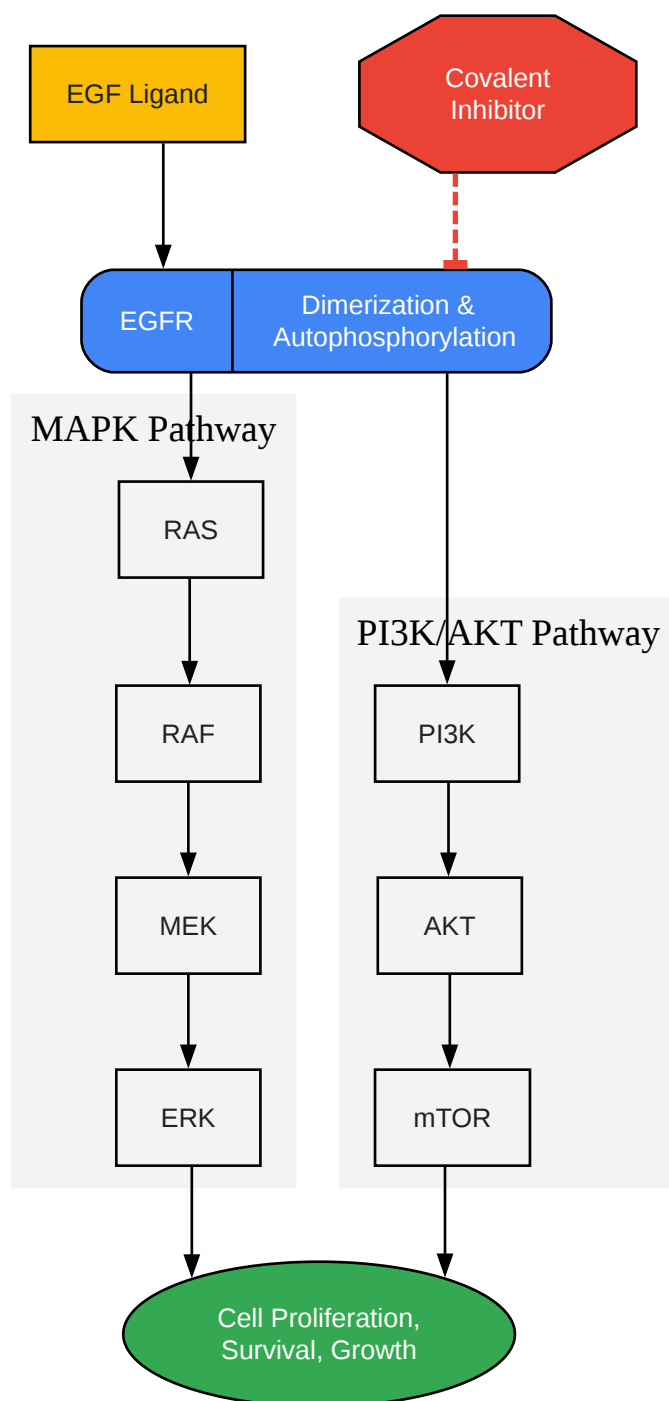 EGF Ligand
Covalent
Inhibitor
EGFR
Dimerization &
Autophosphorylation
MAPK Pathway
RAS
PI3K/AKT Pathway
RAF
PI3K
MEK
AKT
ERK
mTOR
Cell Proliferation,
Survival, Growth